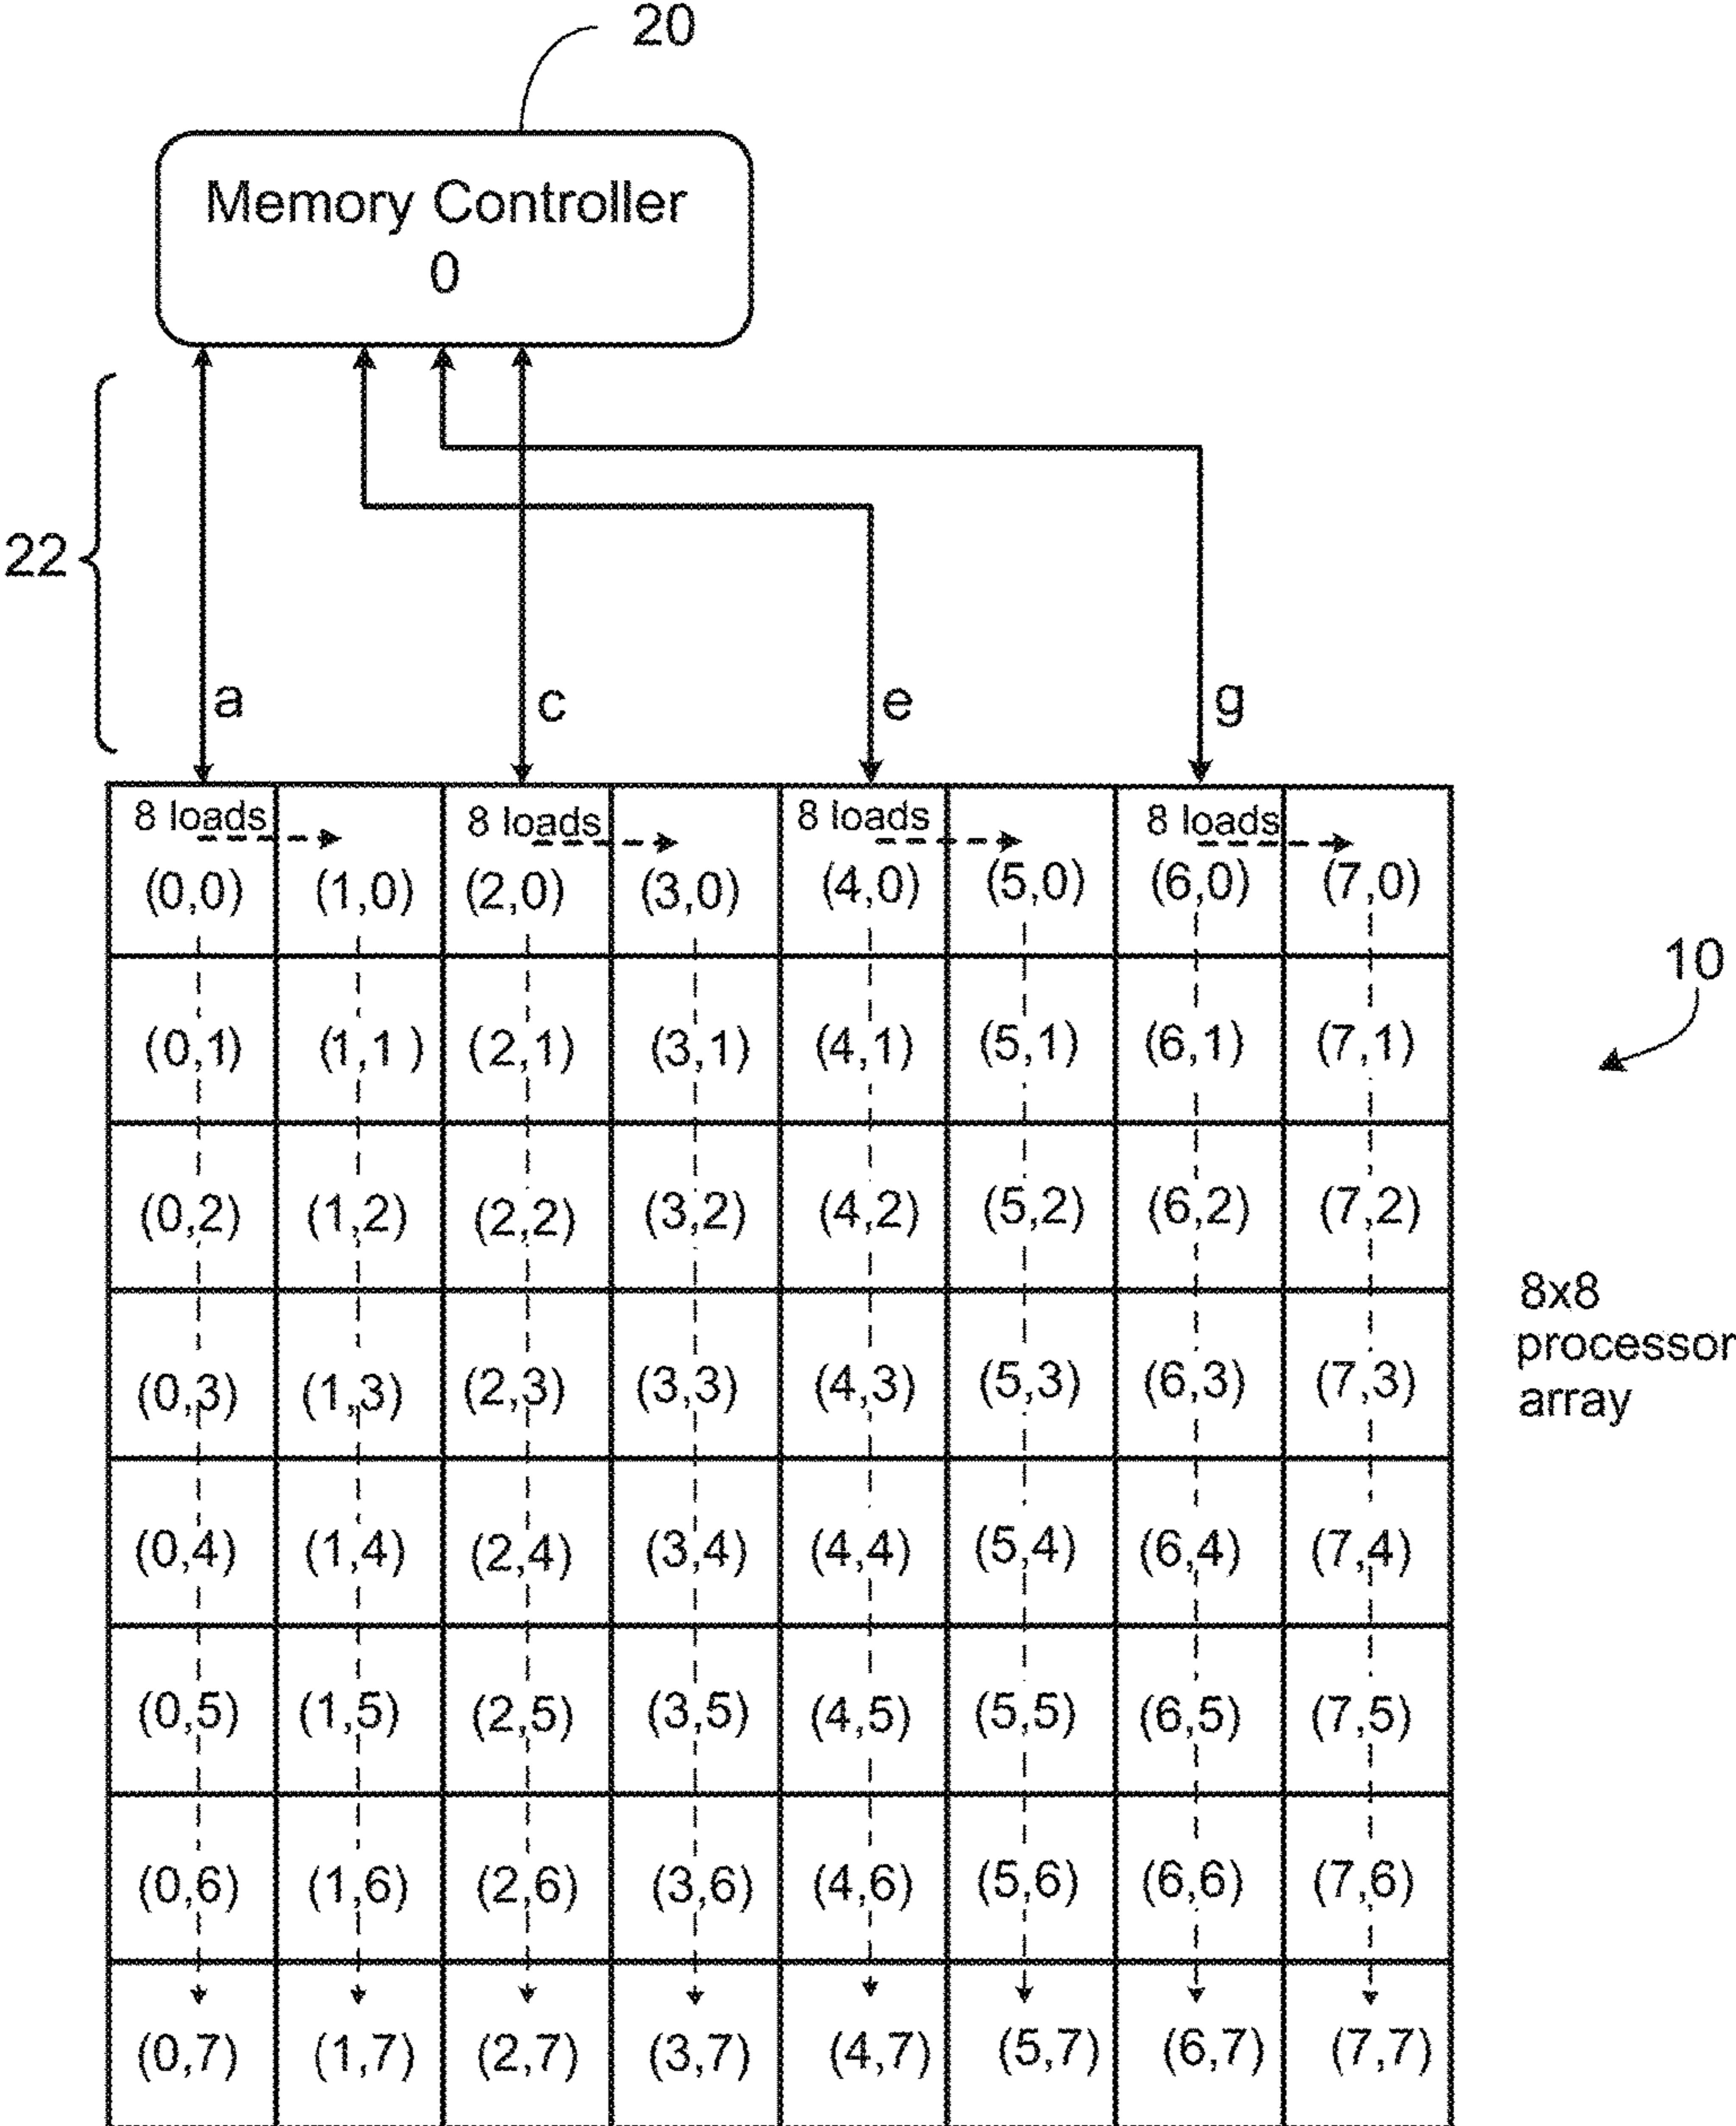 20
Memory Controller
0
22
a c e g
8 loads 8 loads 8 loads 8 loads
(0,0) (1,0) (2,0) (3,0) (4,0) (5,0) (6,0) (7,0)
10
(0,1) (1,1) (2,1) (3,1) (4,1) (5,1) (6,1) (7,1)
(0,2) (1,2) (2,2) (3,2) (4,2) (5,2) (6,2) (7,2)
8x8
processor
array
(0,3) (1,3) (2,3) (3,3) (4,3) (5,3) (6,3) (7,3)
(0,4) (1,4) (2,4) (3,4) (4,4) (5,4) (6,4) (7,4)
(0,5) (1,5) (2,5) (3,5) (4,5) (5,5) (6,5) (7,5)
(0,6) (1,6) (2,6) (3,6) (4,6) (5,6) (6,6) (7,6)
(0,7) (1,7) (2,7) (3,7) (4,7) (5,7) (6,7) (7,7)